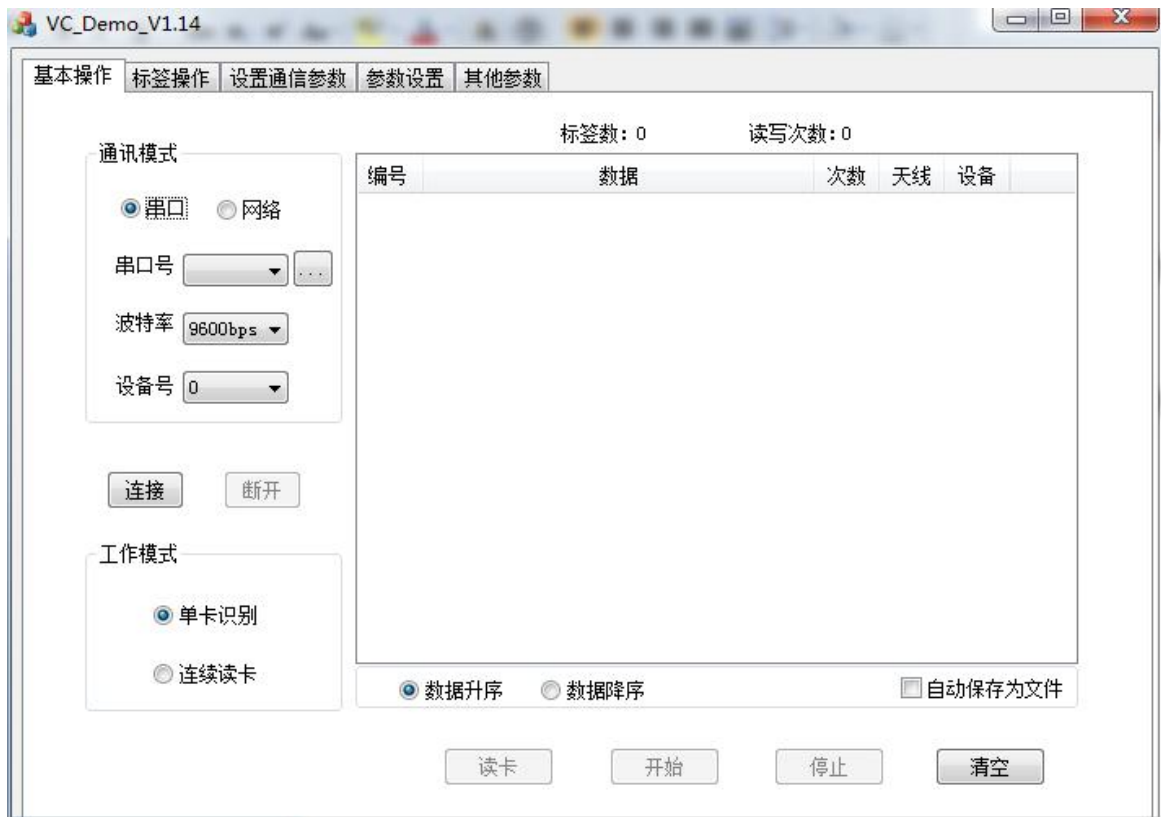 VC_Demo_V1.14
基本操作 标签操作 设置通信参数 参数设置 其他参数
标签数: 0 读写次数: 0
通讯模式
编号 数据 次数 天线 设备
串口 网络
串口号 ...
波特率 9600bps
设备号 0
连接 断开
工作模式
单卡识别
连续读卡
数据升序 数据降序 自动保存为文件
读卡 开始 停止 清空